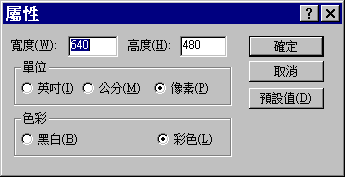 屬性
寬度(W): 640 高度(H): 480 確定
單位 取消
英吋(I) 公分(M) 像素(P) 預設值(D)
色彩
黑白(B) 彩色(L)